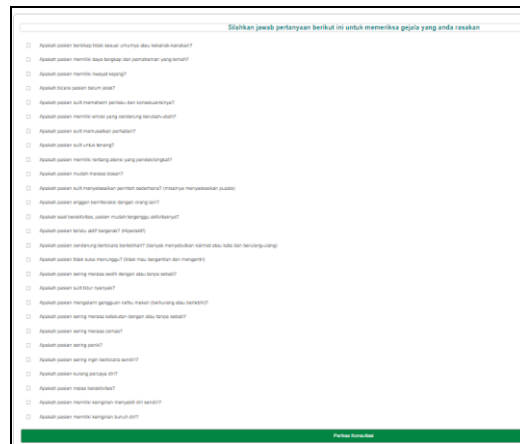 Silahkan jawab pertanyaan berikut ini untuk memeriksa gejala yang anda rasakan
Apakah pasien bersikap tidak sesuai umurnya atau kekanak-kanakan?
Apakah pasien memiliki daya tangkap dan pemahaman yang lemah?
Apakah pasien memiliki riwayat kejang?
Apakah bicara pasien belum jelas?
Apakah pasien sulit memahami perilaku dan konsekuensinya?
Apakah pasien memiliki emosi yang cenderung berubah-ubah?
Apakah pasien sulit memusatkan perhatian?
Apakah pasien sulit untuk tenang?
Apakah pasien memiliki rentang atensi yang pendek/singkat?
Apakah pasien mudah merasa bosan?
Apakah pasien sulit menyelesaikan perintah sederhana? (misalnya menyelesaikan puzzle)
Apakah pasien enggan berinteraksi dengan orang lain?
Apakah saat beraktivitas, pasien mudah terganggu aktivitasnya?
Apakah pasien terlalu aktif bergerak? (Hiperaktif)
Apakah pasien cenderung berbicara berlebihan? (banyak menyebutkan kalimat atau kata dan berulang-ulang)
Apakah pasien tidak suka menunggu? (tidak mau bergantian dan mengantri)
Apakah pasien sering merasa sedih dengan atau tanpa sebab?
Apakah pasien sulit tidur nyenyak?
Apakah pasien mengalami gangguan nafsu makan (berkurang atau berlebih)?
Apakah pasien sering merasa ketakutan dengan atau tanpa sebab?
Apakah pasien sering merasa cemas?
Apakah pasien sering panik?
Apakah pasien sering ingin berbicara sendiri?
Apakah pasien kurang percaya diri?
Apakah pasien malas beraktivitas?
Apakah pasien memiliki keinginan menyakiti diri sendiri?
Apakah pasien memiliki keinginan bunuh diri?
Periksa Konsultasi